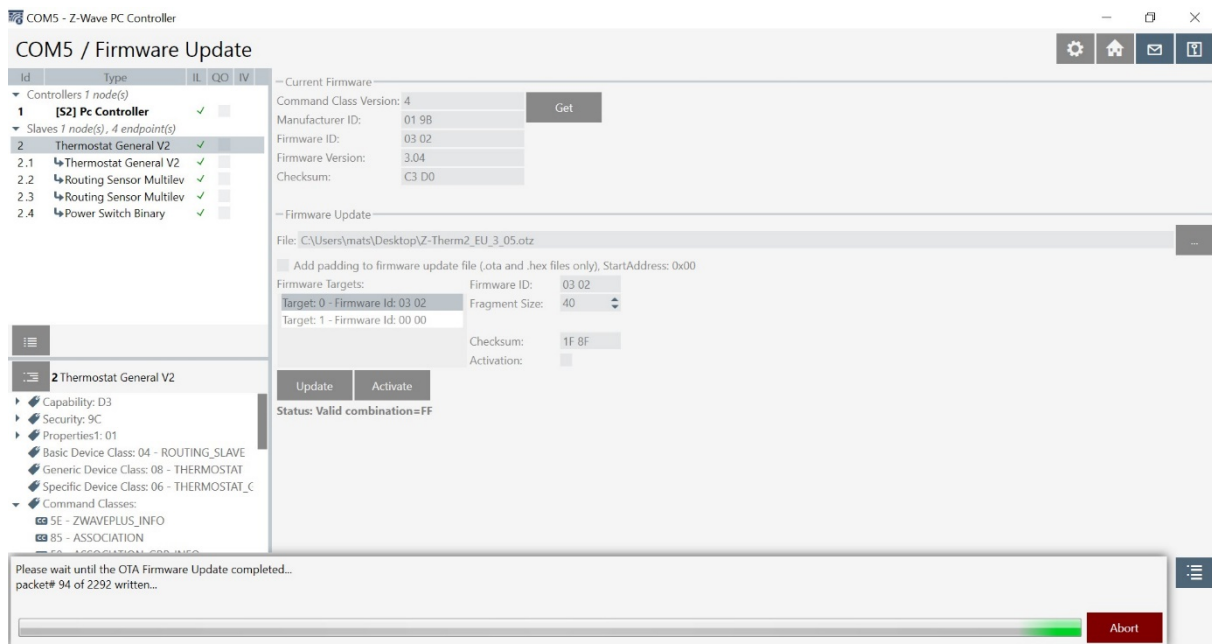 COM5 - Z-Wave PC Controller
COM5 / Firmware Update
Id Type IL QO IV
Controllers 1 node(s)
1 [S2] Pc Controller
Slaves 1 node(s), 4 endpoint(s)
2 Thermostat General V2
2.1 Thermostat General V2
2.2 Routing Sensor Multilev
2.3 Routing Sensor Multilev
2.4 Power Switch Binary
2 Thermostat General V2
Capability: D3
Security: 9C
Properties1: 01
Basic Device Class: 04 - ROUTING_SLAVE
Generic Device Class: 08 - THERMOSTAT
Specific Device Class: 06 - THERMOSTAT_G
Command Classes:
CC 5E - ZWAVEPLUS_INFO
CC 85 - ASSOCIATION
Current Firmware
Command Class Version: 4
Get
Manufacturer ID: 01 9B
Firmware ID: 03 02
Firmware Version: 3.04
Checksum: C3 D0
Firmware Update
File: C:\Users\mats\Desktop\Z-Therm2_EU_3_05.otz
...
Add padding to firmware update file (.ota and .hex files only), StartAddress: 0x00
Firmware Targets:
Target: 0 - Firmware Id: 03 02
Target: 1 - Firmware Id: 00 00
Firmware ID: 03 02
Fragment Size: 40
Checksum: 1F 8F
Activation:
Update Activate
Status: Valid combination=FF
Please wait until the OTA Firmware Update completed...
packet# 94 of 2292 written...
Abort